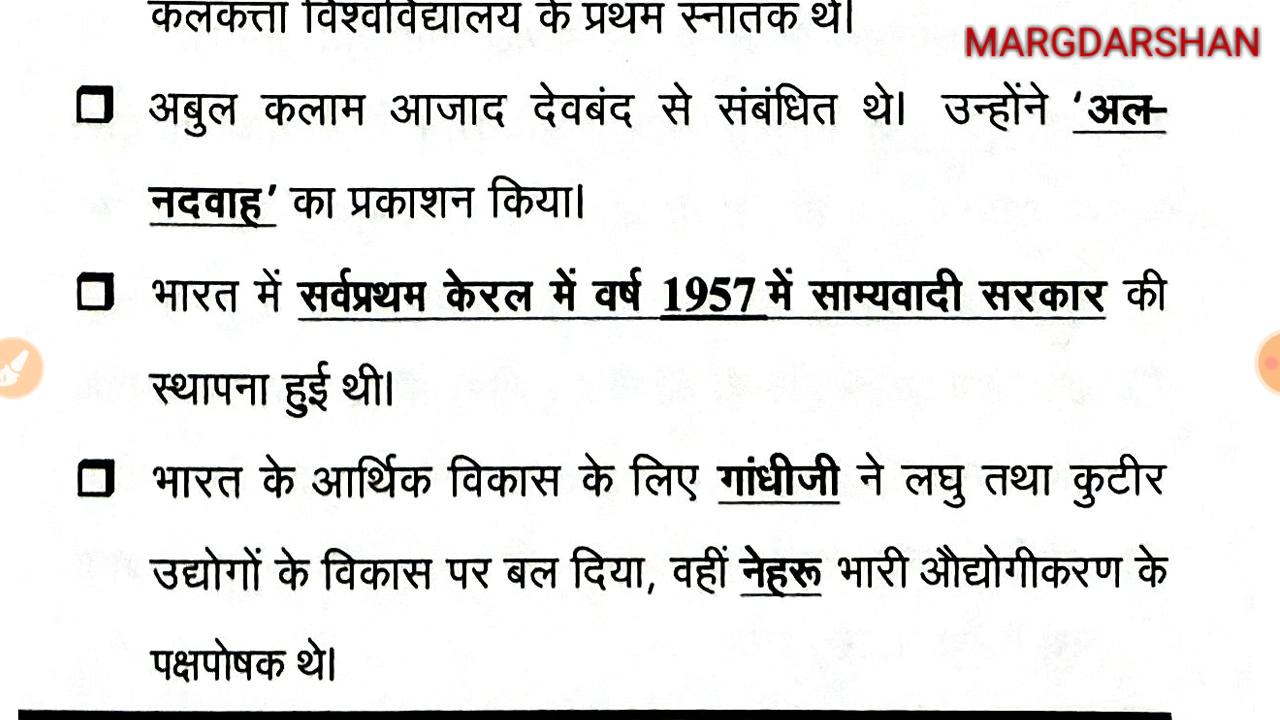 कलकत्ता विश्वविद्यालय के प्रथम स्नातक थे।
MARGDARSHAN
अबुल कलाम आजाद देवबंद से संबंधित थे। उन्होंने ‘अल-
नदवाह’ का प्रकाशन किया।
भारत में सर्वप्रथम केरल में वर्ष 1957 में साम्यवादी सरकार की
स्थापना हुई थी।
भारत के आर्थिक विकास के लिए गांधीजी ने लघु तथा कुटीर
उद्योगों के विकास पर बल दिया, वहीं नेहरू भारी औद्योगीकरण के
पक्षपोषक थे।